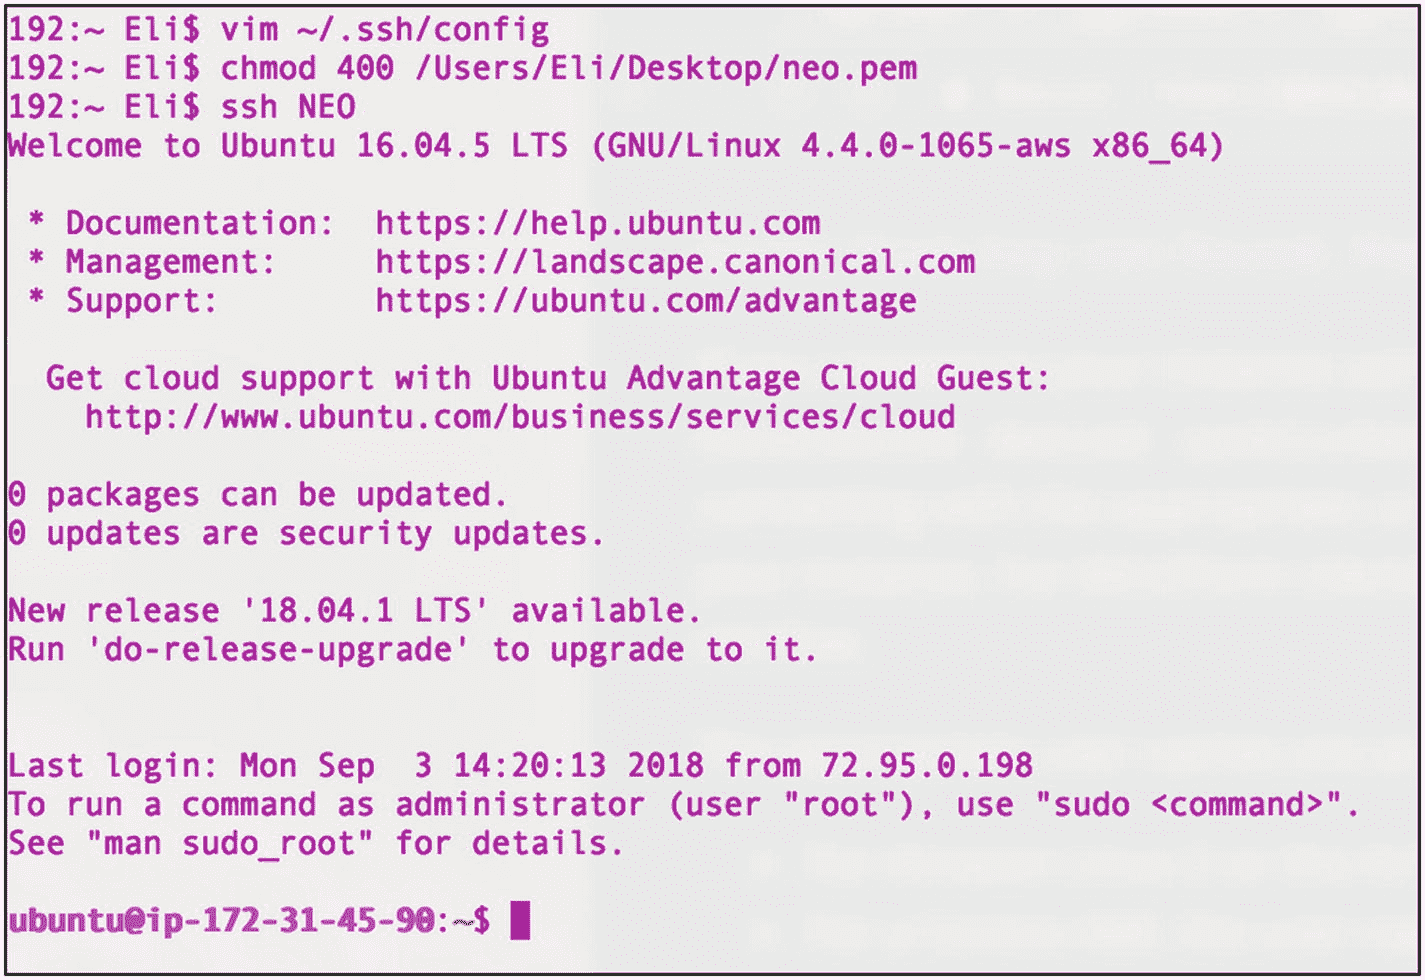 192:~ Eli$ vim ~/.ssh/config
192:~ Eli$ chmod 400 /Users/Eli/Desktop/neo.pem
192:~ Eli$ ssh NEO
Welcome to Ubuntu 16.04.5 LTS (GNU/Linux 4.4.0-1065-aws x86_64)

 * Documentation:  https://help.ubuntu.com
 * Management:     https://landscape.canonical.com
 * Support:        https://ubuntu.com/advantage

  Get cloud support with Ubuntu Advantage Cloud Guest:
    http://www.ubuntu.com/business/services/cloud

0 packages can be updated.
0 updates are security updates.

New release '18.04.1 LTS' available.
Run 'do-release-upgrade' to upgrade to it.


Last login: Mon Sep  3 14:20:13 2018 from 72.95.0.198
To run a command as administrator (user "root"), use "sudo <command>".
See "man sudo_root" for details.

ubuntu@ip-172-31-45-90:~$